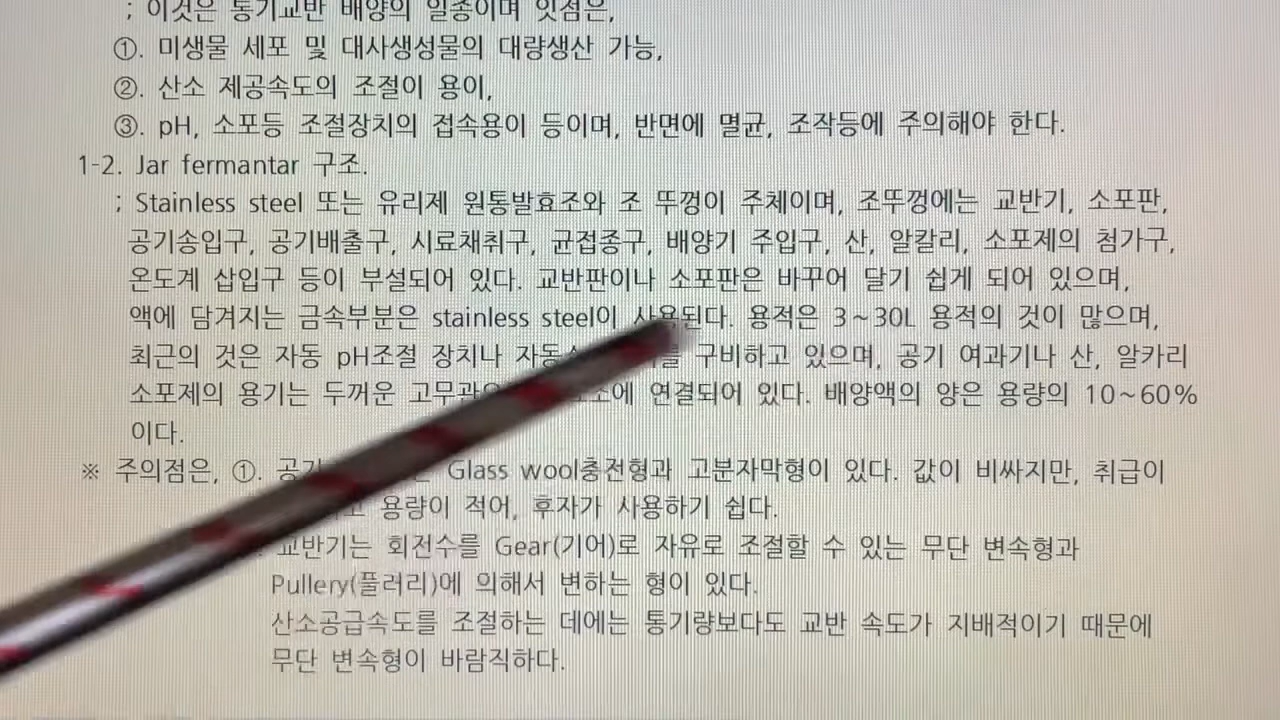 ; 이것은 통기교반 배양의 일종이며 잇점은,
①. 미생물 세포 및 대사생성물의 대량생산 가능,
②. 산소 제공속도의 조절이 용이,
③. pH, 소포등 조절장치의 접속용이 등이며, 반면에 멸균, 조작등에 주의해야 한다.
1-2. Jar fermantar 구조.
; Stainless steel 또는 유리제 원통발효조와 조 뚜껑이 주체이며, 조뚜껑에는 교반기, 소포판,
공기송입구, 공기배출구, 시료채취구, 균접종구, 배양기 주입구, 산, 알칼리, 소포제의 첨가구,
온도계 삽입구 등이 부설되어 있다. 교반판이나 소포판은 바꾸어 달기 쉽게 되어 있으며,
액에 담겨지는 금속부분은 stainless steel이 사용된다. 용적은 3~30L 용적의 것이 많으며,
최근의 것은 자동 pH조절 장치나 구비하고 있으며, 공기 여과기나 산, 알카리
소포제의 용기는 두꺼운 연결되어 있다. 배양액의 양은 용량의 10~60%
이다.
※ 주의점은, ①. Glass wool충전형과 고분자막형이 있다. 값이 비싸지만, 취급이
용량이 적어, 후자가 사용하기 쉽다.
교반기는 회전수를 Gear(기어)로 자유로 조절할 수 있는 무단 변속형과
Pullery(풀러리)에 의해서 변하는 형이 있다.
산소공급속도를 조절하는 데에는 통기량보다도 교반 속도가 지배적이기 때문에
무단 변속형이 바람직하다.